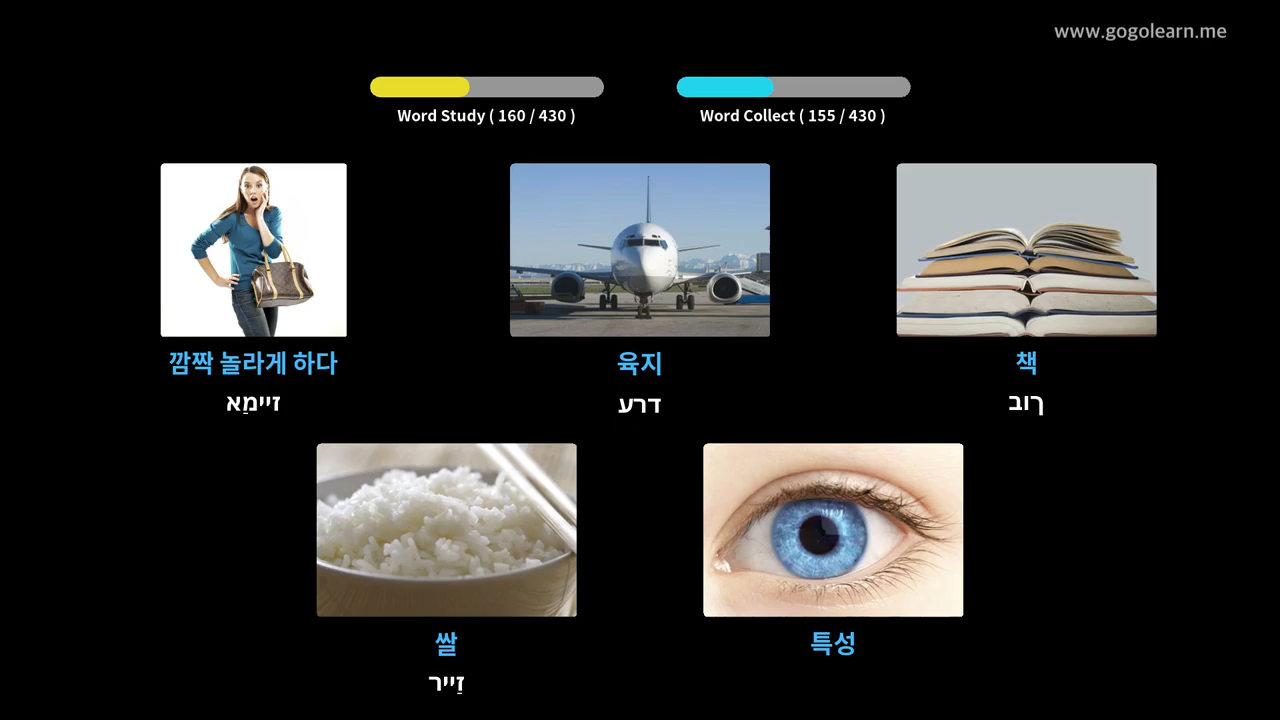 www.gogolearn.me
Word Study ( 160 / 430 )
Word Collect ( 155 / 430 )
깜짝 놀라게 하다
육지
책
זיימַא
דרע
ךוב
쌀
특성
זַייר